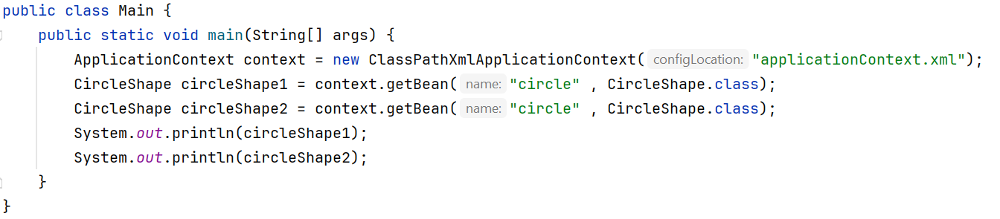 public class Main {
public static void main(String[] args) {
ApplicationContext context = new ClassPathXmlApplicationContext( configLocation: "applicationContext.xml");
CircleShape circleShape1 = context.getBean( name: "circle" , CircleShape.class);
CircleShape circleShape2 = context.getBean( name: "circle" , CircleShape.class);
System.out.println(circleShape1);
System.out.println(circleShape2);
}
}